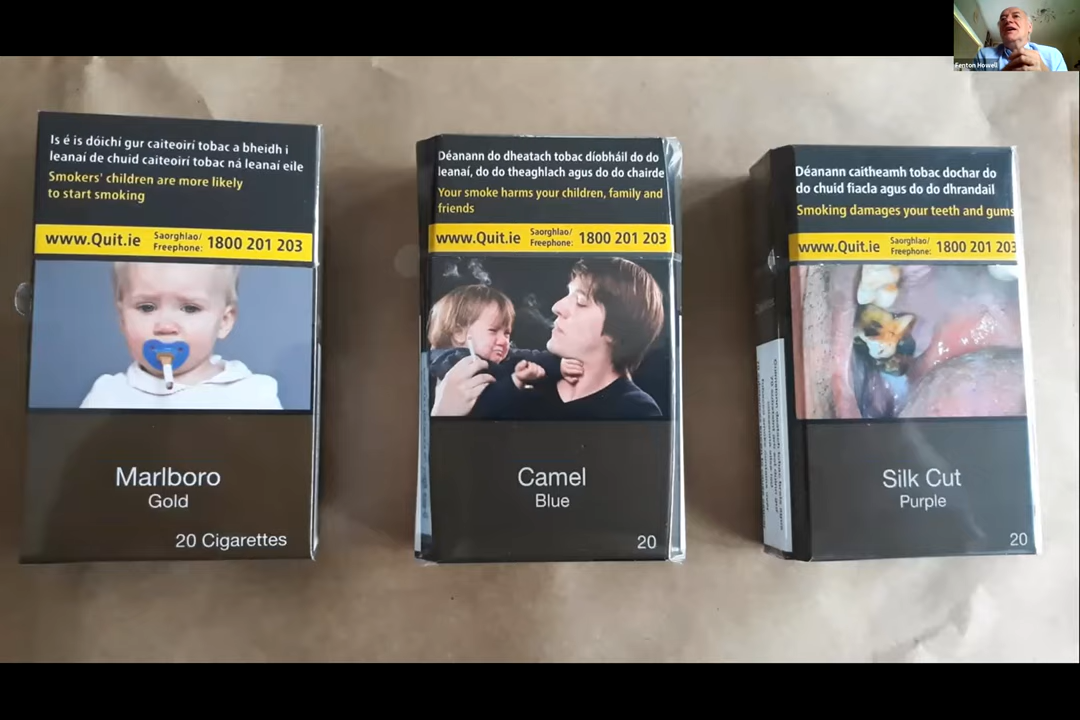 Fenton Howell
Is é is dóichí gur caiteoirí tobac a bheidh i
leanaí de chuid caiteoirí tobac ná leanaí eile
Smokers' children are more likely
to start smoking
www.Quit.ie
Saorghlao/
Freephone:
1800 201 203
Marlboro
Gold
20 Cigarettes
Déanann do dheatach tobac díobháil do do
leanaí, do do theaghlach agus do do chairde
Your smoke harms your children, family and
friends
www.Quit.ie
Saorghlao/
Freephone:
1800 201 203
Camel
Blue
20
Déanann caitheamh tobac dochar do
do chuid fiacla agus do do dhrandail
Smoking damages your teeth and gums
www.Quit.ie
Saorghlao/
Freephone:
1800 201 203
Silk Cut
Purple
20